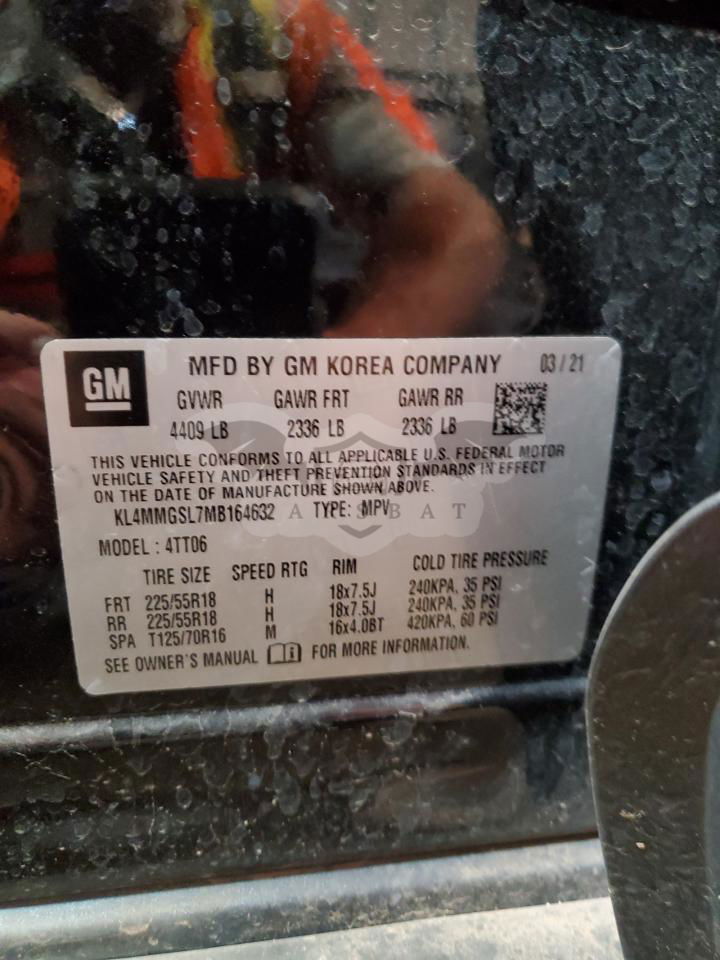 GM
MFD BY GM KOREA COMPANY 03/21
GVWR GAWR FRT GAWR RR
4409 LB 2336 LB 2336 LB
THIS VEHICLE CONFORMS TO ALL APPLICABLE U.S. FEDERAL MOTOR
VEHICLE SAFETY AND THEFT PREVENTION STANDARDS IN EFFECT
ON THE DATE OF MANUFACTURE SHOWN ABOVE.
KL4MMGSL7MB164632 TYPE: MPV
MODEL : 4TT06
TIRE SIZE SPEED RTG RIM COLD TIRE PRESSURE
FRT 225/55R18 H 18x7.5J 240KPA, 35 PSI
RR 225/55R18 H 18x7.5J 240KPA, 35 PSI
SPA T125/70R16 M 16x4.0BT 420KPA, 60 PSI
SEE OWNER'S MANUAL FOR MORE INFORMATION.